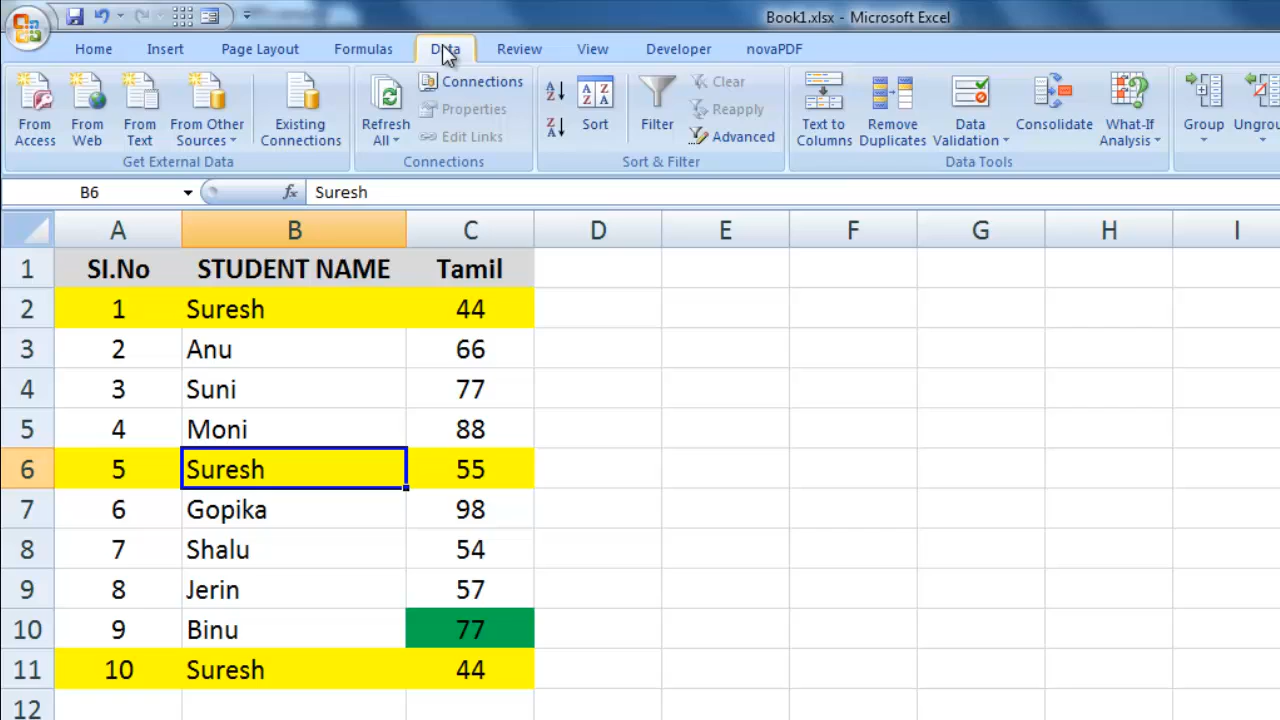 Book1.xlsx - Microsoft Excel
Home Insert Page Layout Formulas Data Review View Developer novaPDF
From Access
From Web
From Text
From Other Sources
Existing Connections
Get External Data
Refresh All
Connections
Properties
Edit Links
Connections
A Z
Z A
A Z Z A
Sort
Filter
Clear
Reapply
Advanced
Sort & Filter
Text to Columns
Remove Duplicates
Data Validation
Consolidate
What-If Analysis
Data Tools
Group
Ungrou
B6 fx Suresh
A B C D E F G H I
1 SI.No STUDENT NAME Tamil
2 1 Suresh 44
3 2 Anu 66
4 3 Suni 77
5 4 Moni 88
6 5 Suresh 55
7 6 Gopika 98
8 7 Shalu 54
9 8 Jerin 57
10 9 Binu 77
11 10 Suresh 44
12